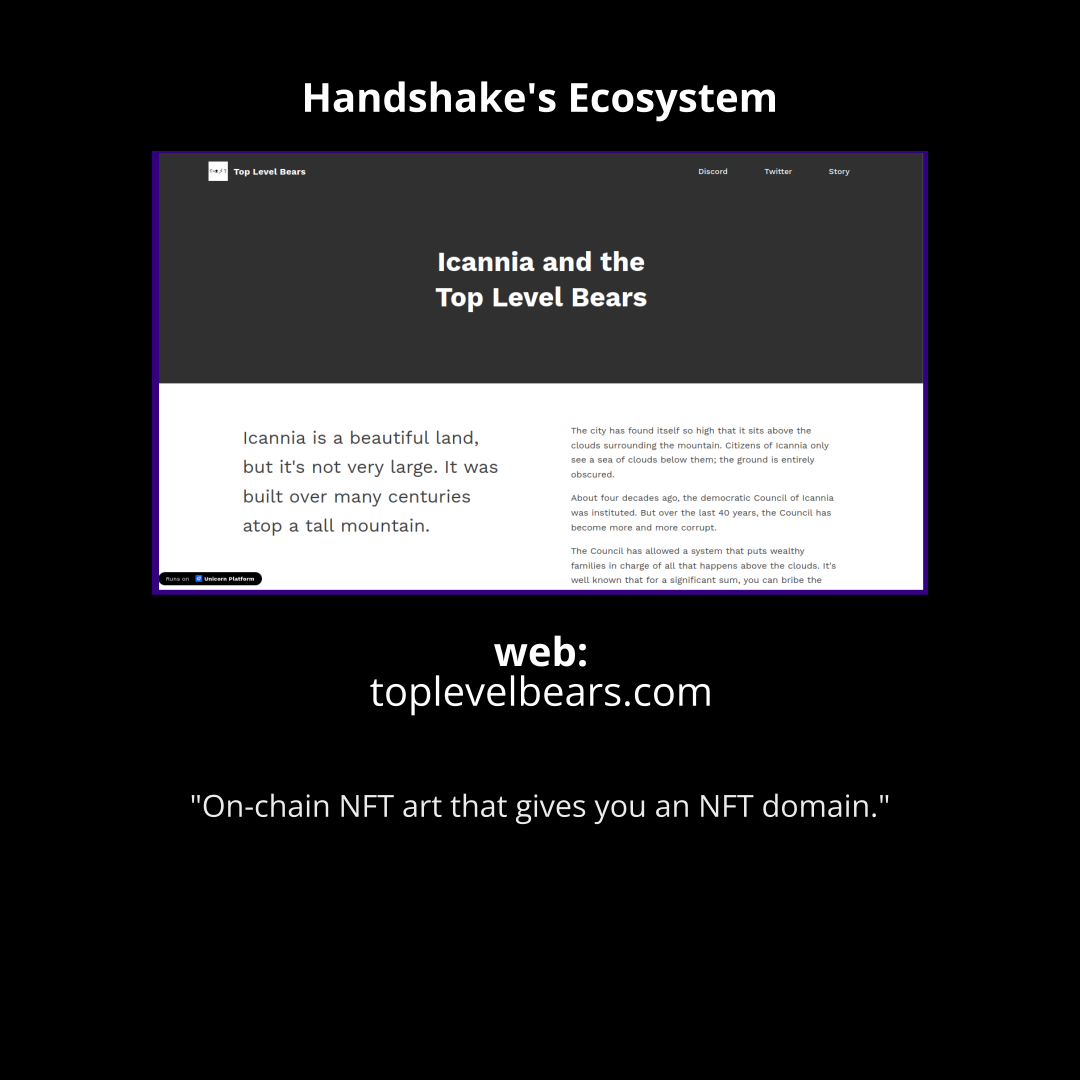 Handshake's Ecosystem
Top Level Bears
Discord
Twitter
Story
Icannia and the
Top Level Bears
Icannia is a beautiful land,
but it's not very large. It was
built over many centuries
atop a tall mountain.
The city has found itself so high that it sits above the
clouds surrounding the mountain. Citizens of Icannia only
see a sea of clouds below them; the ground is entirely
obscured.
About four decades ago, the democratic Council of Icannia
was instituted. But over the last 40 years, the Council has
become more and more corrupt.
The Council has allowed a system that puts wealthy
families in charge of all that happens above the clouds. It's
well known that for a significant sum, you can bribe the
Runs on Unicorn Platform
web:
toplevelbears.com
"On-chain NFT art that gives you an NFT domain."